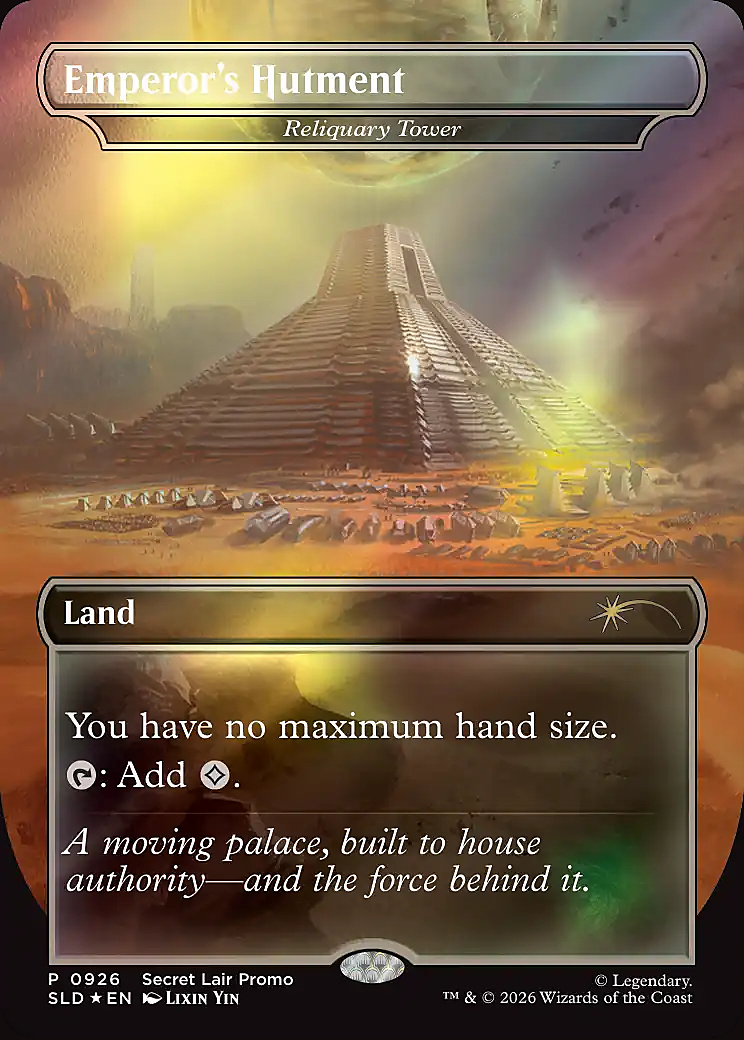 Emperor's Hutment
Reliquary Tower
Land
You have no maximum hand size.
: Add .
A moving palace, built to house
authority—and the force behind it.
P 0926 Secret Lair Promo
SLD ★ EN Lixin Yin
© Legendary.
™ & © 2026 Wizards of the Coast